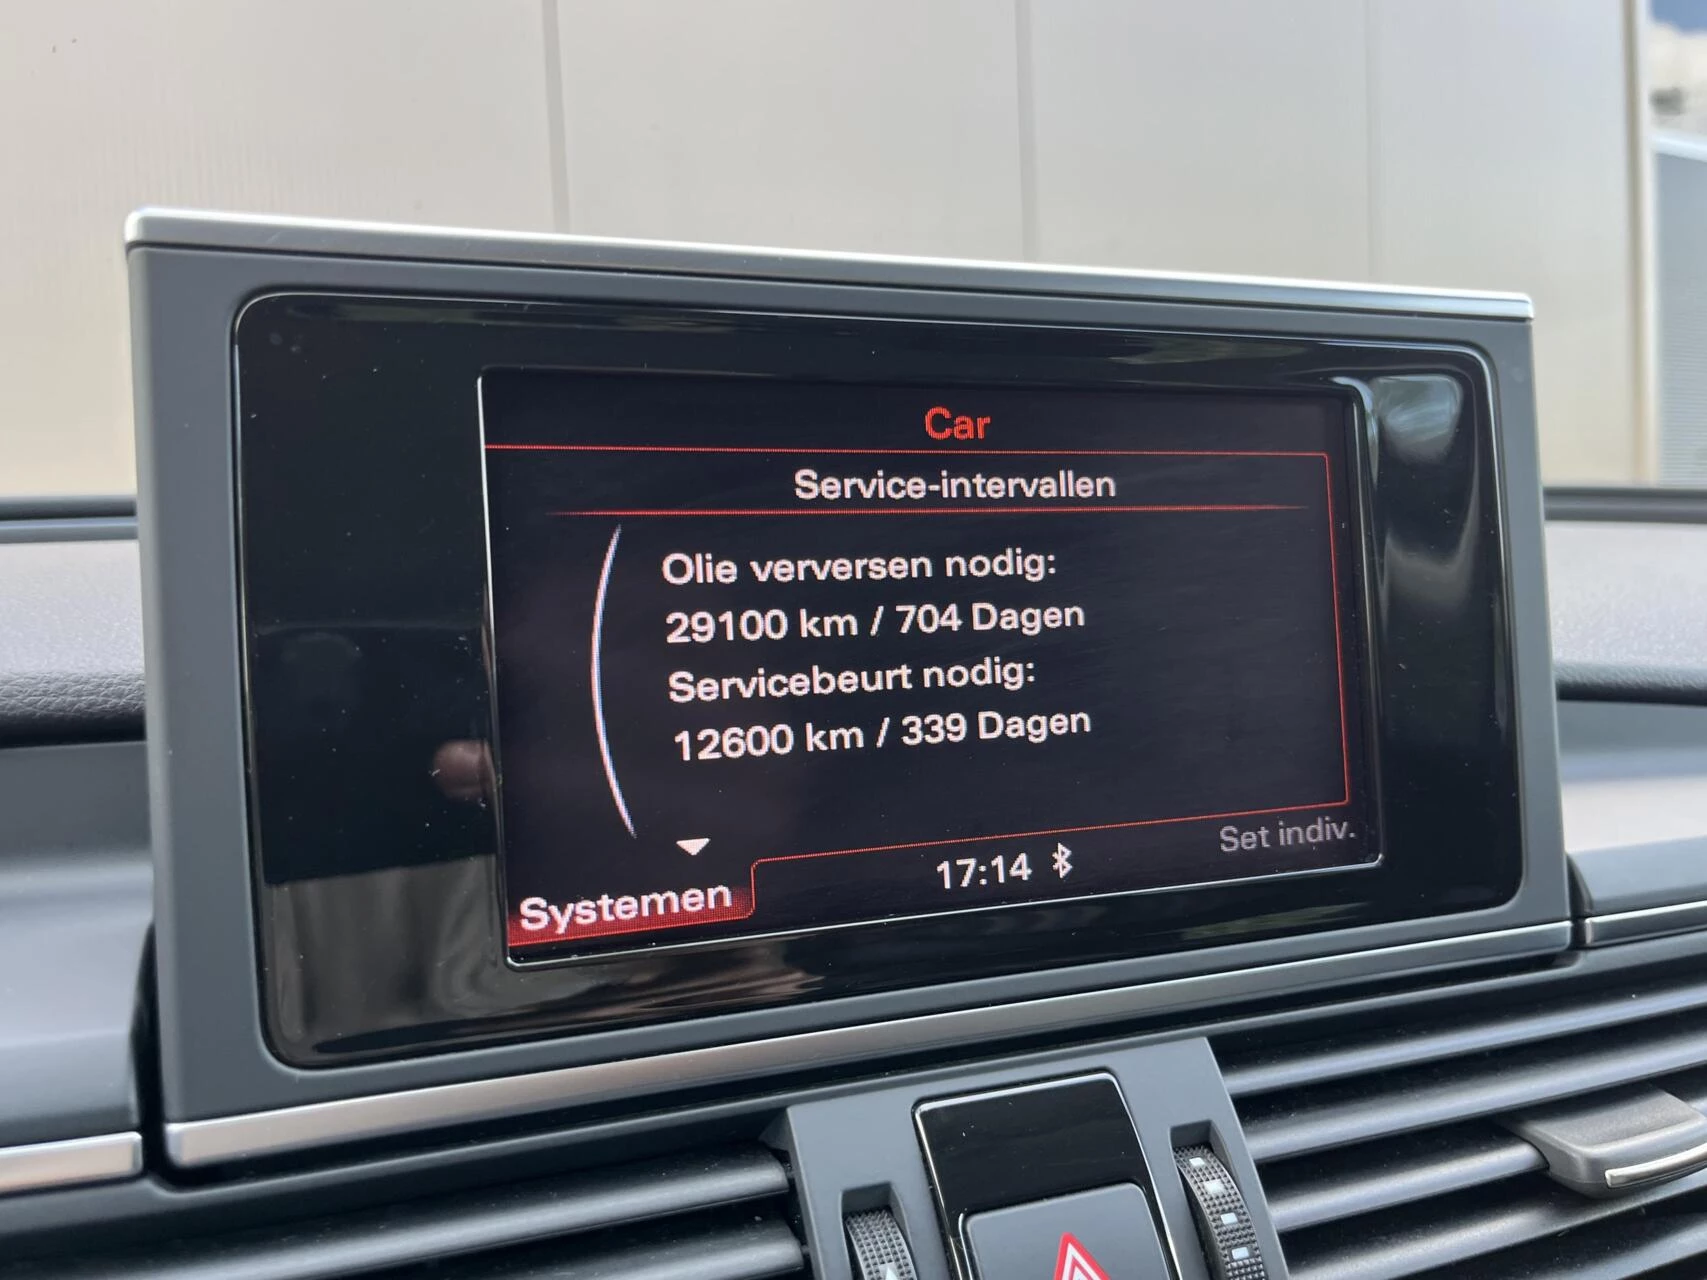 Car
Service-intervallen
Olie verversen nodig:
29100 km / 704 Dagen
Servicebeurt nodig:
12600 km / 339 Dagen
Set indiv.
17:14
Systemen